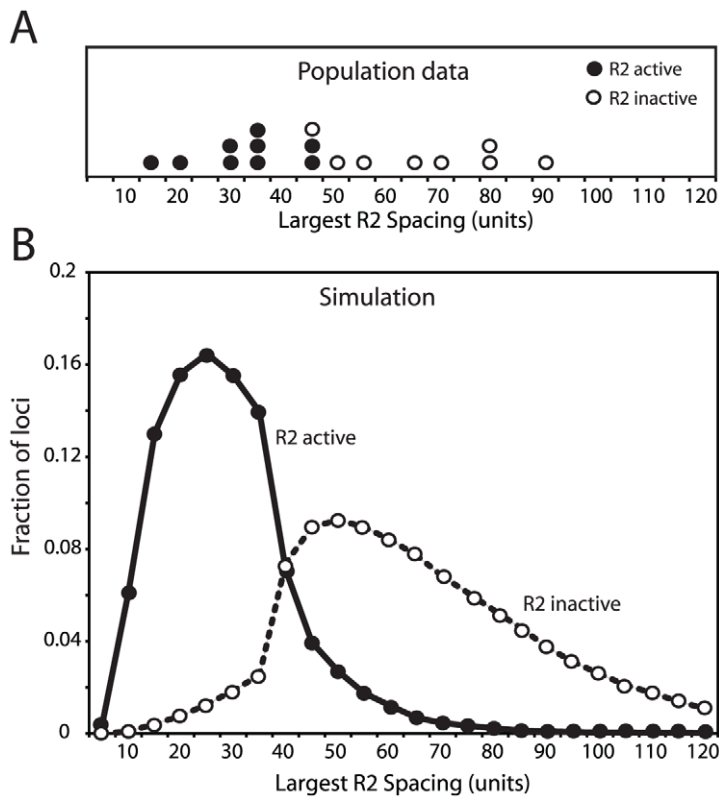 A
Population data
R2 active
R2 inactive
10 20 30 40 50 60 70 80 90 100 110 120
Largest R2 Spacing (units)
B
Simulation
0.2
0.16
0.12
0.08
0.04
0
Fraction of loci
R2 active
R2 inactive
10 20 30 40 50 60 70 80 90 100 110 120
Largest R2 Spacing (units)